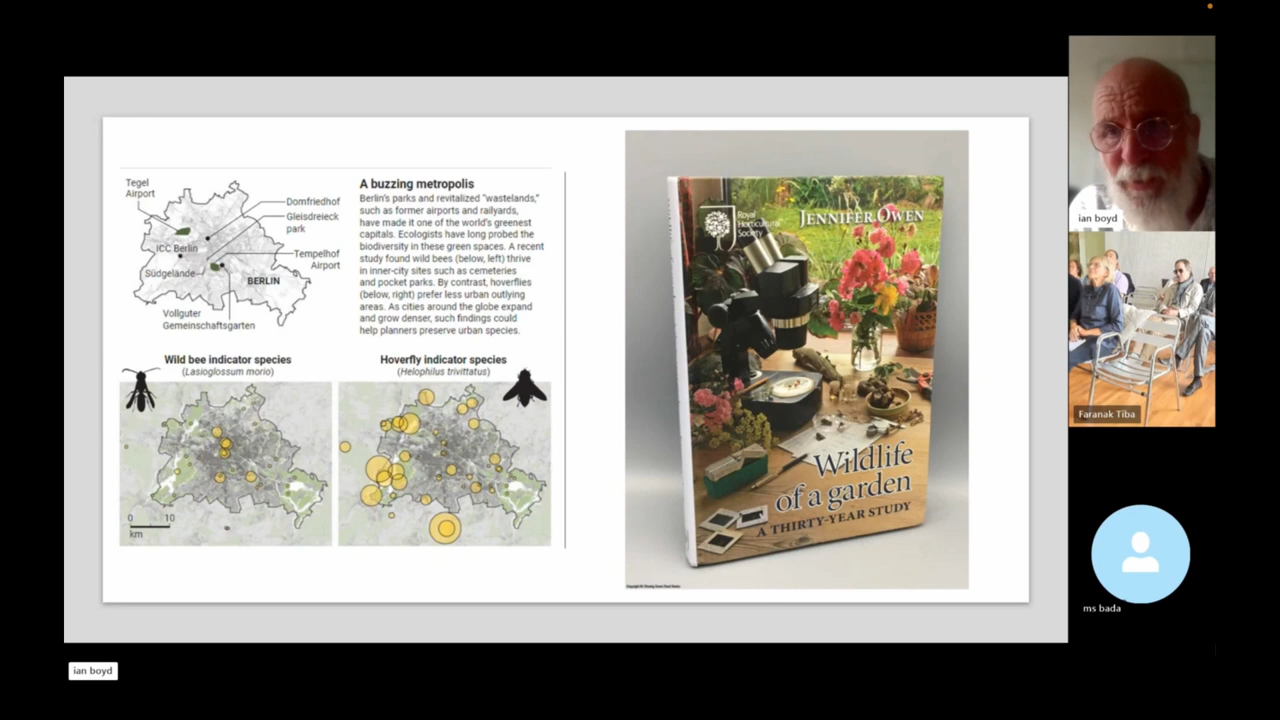 Tegel
Airport
Domfriedhof
Gleisdreieck
park
ICC Berlin
Tempelhof
Airport
Südgelände
BERLIN
Vollguter
Gemeinschaftsgarten
A buzzing metropolis
Berlin's parks and revitalized "wastelands,"
such as former airports and railyards,
have made it one of the world's greenest
capitals. Ecologists have long probed the
biodiversity in these green spaces. A recent
study found wild bees (below, left) thrive
in inner-city sites such as cemeteries
and pocket parks. By contrast, hoverflies
(below, right) prefer less urban outlying
areas. As cities around the globe expand
and grow denser, such findings could
help planners preserve urban species.
Wild bee indicator species
(Lasioglossum morio)
Hoverfly indicator species
(Helophilus trivittatus)
0 10
km
Royal
Horticultural
Society
JENNIFER OWEN
Wildlife
of a garden
A THIRTY-YEAR STUDY
ian boyd
Faranak Tiba
ms bada
ian boyd